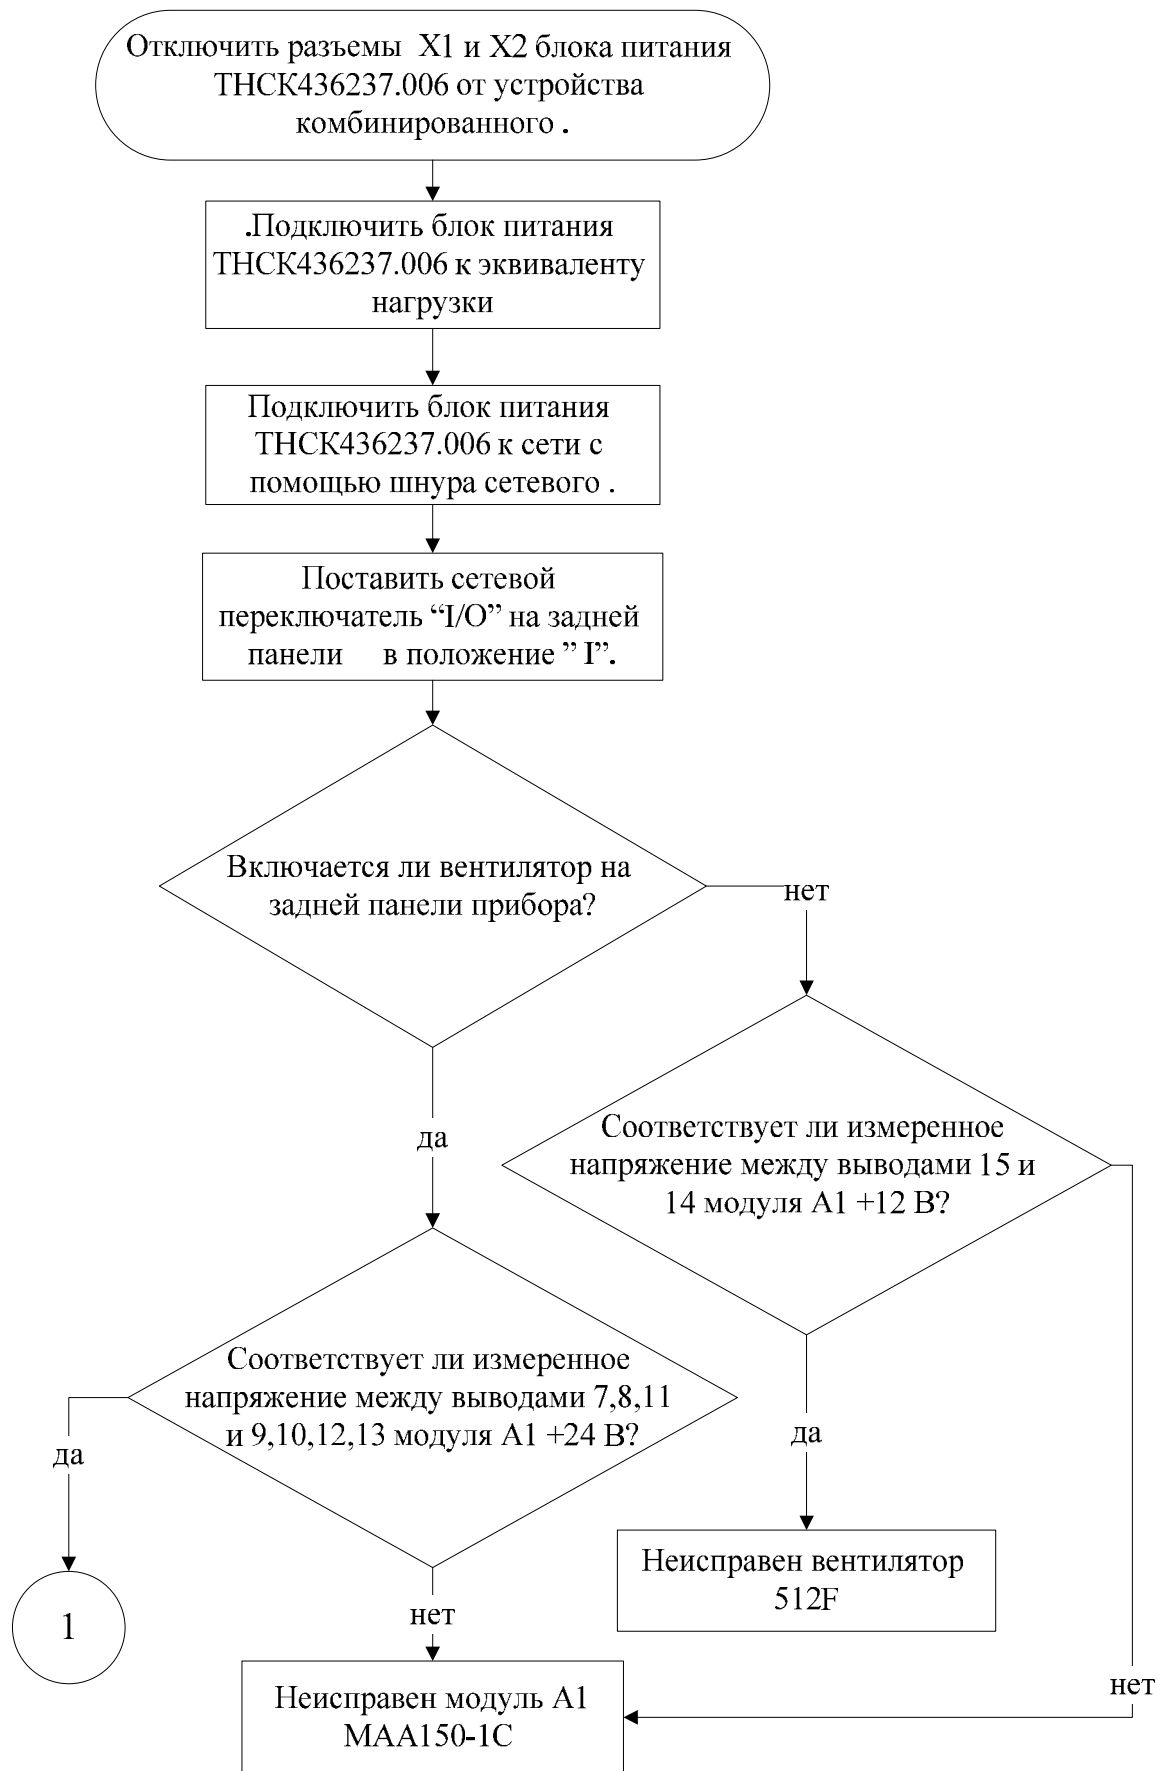 Отключить разъемы Х1 и Х2 блока питания
ТНСК436237.006 от устройства
комбинированного .
.Подключить блок питания
ТНСК436237.006 к эквиваленту
нагрузки
Подключить блок питания
ТНСК436237.006 к сети с
помощью шнура сетевого .
Поставить сетевой
переключатель “I/O” на задней
панели в положение ” I”.
Включается ли вентилятор на
задней панели прибора?
нет
Соответствует ли измеренное
напряжение между выводами 15 и
14 модуля А1 +12 В?
да
Соответствует ли измеренное
напряжение между выводами 7,8,11
и 9,10,12,13 модуля А1 +24 В?
да
да
Неисправен вентилятор
512F
1
нет
нет
Неисправен модуль А1
МАА150-1С